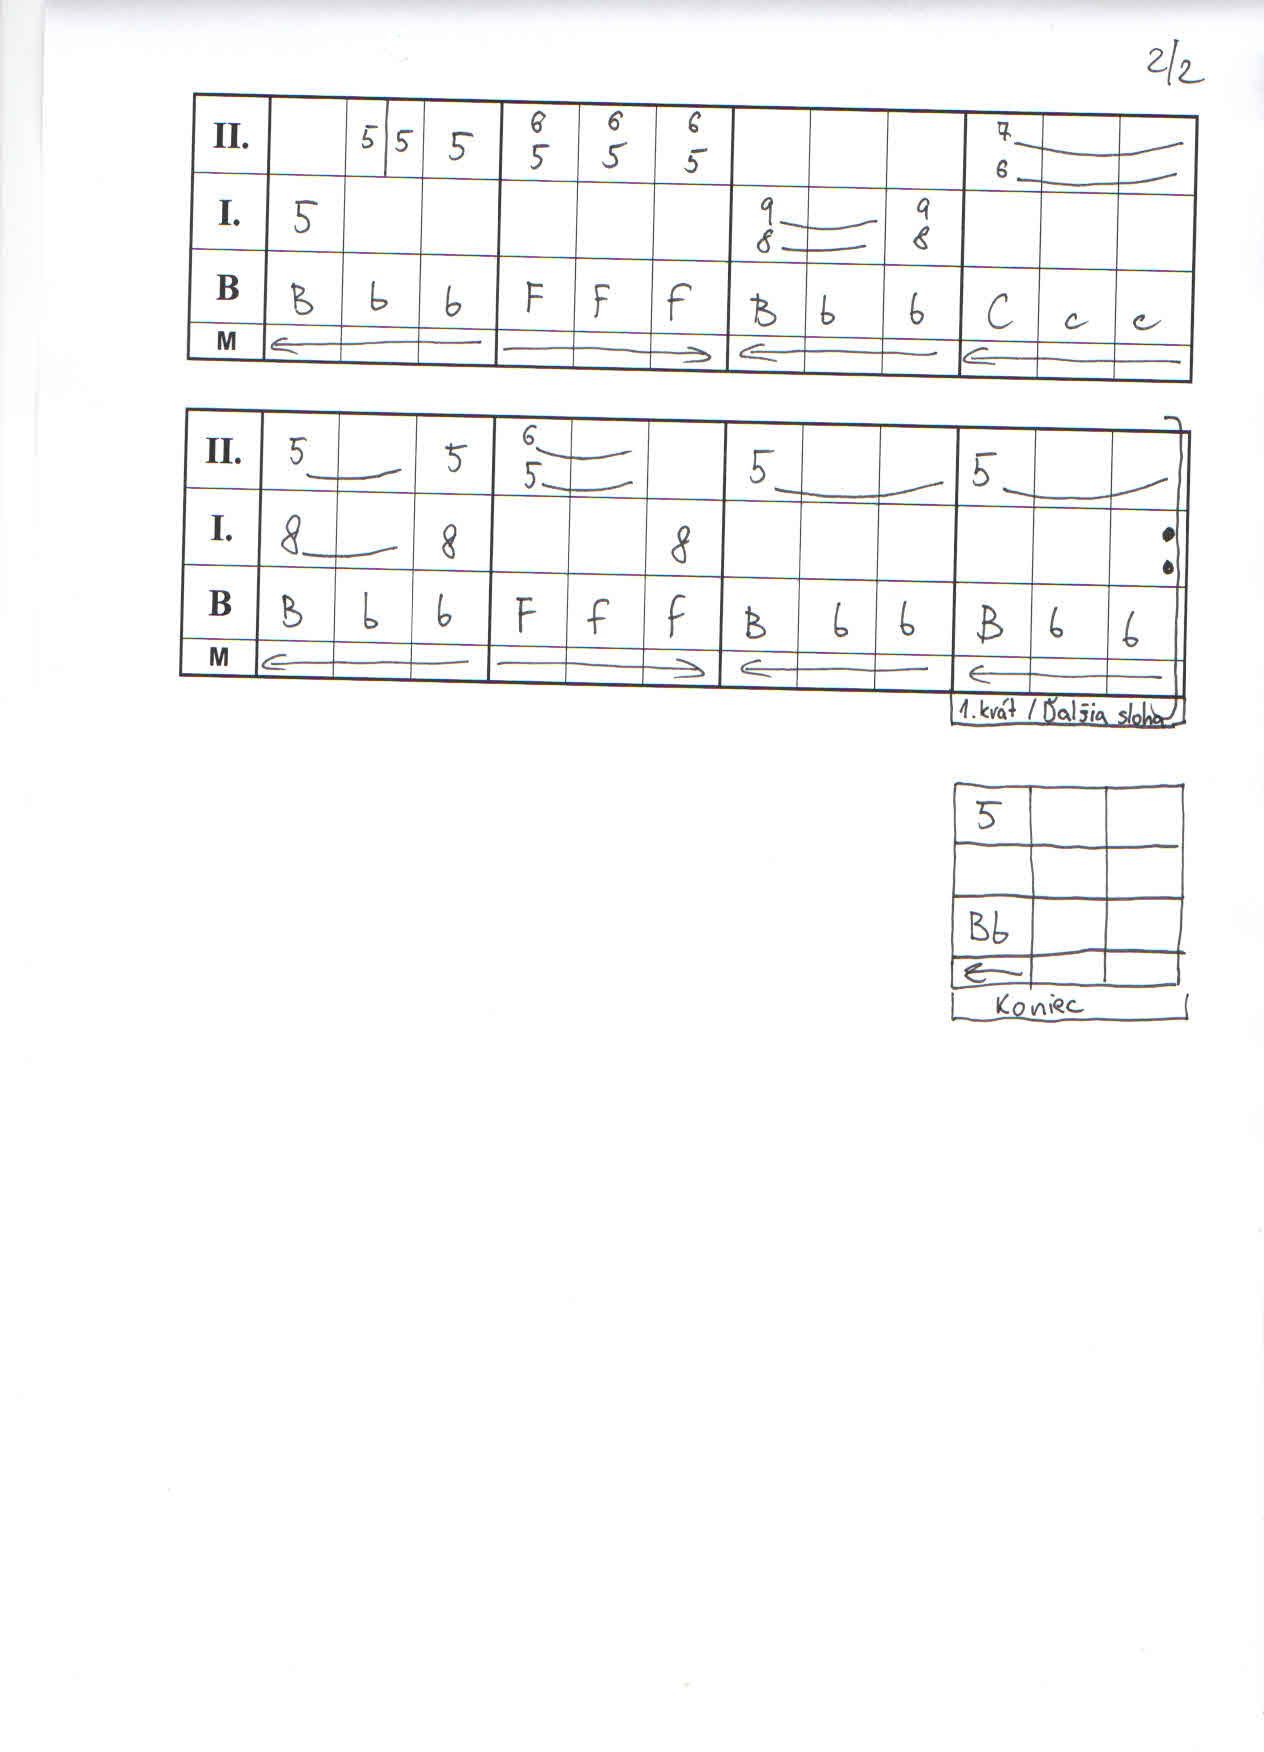 2/2
II. 5 5 5 6 6 6 7
5 5 5 6
I. 5 9 9
8 8
B B b b F F f B b b C c c
M
II. 5 5 6 5 5
5
I. 8 8 8
B B b b F f f B b b B b b
M
1. krát / Ďalšia sloha
5
Bb
Koniec